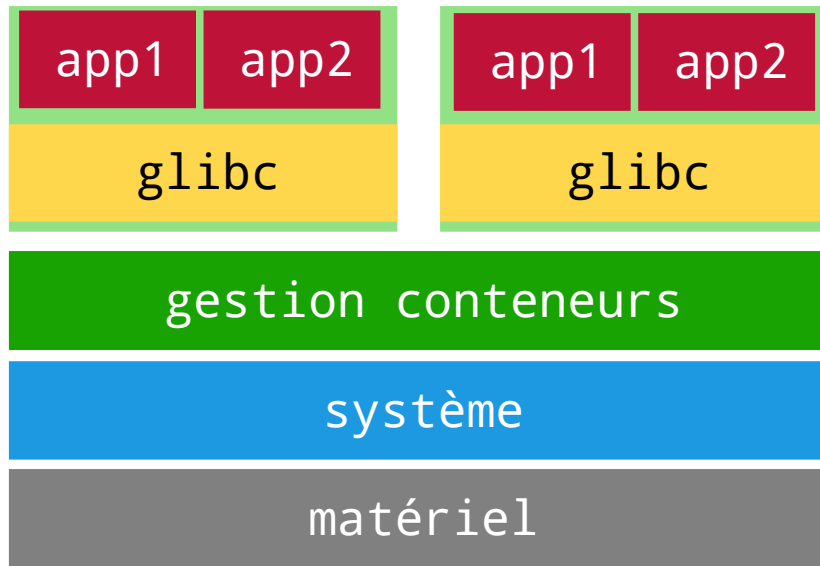 app1 app2 app1 app2
glibc glibc
gestion conteneurs
système
matériel